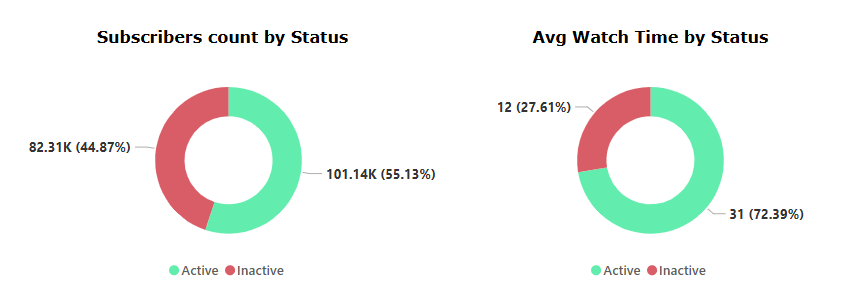 Subscribers count by Status
82.31K (44.87%)
101.14K (55.13%)
Active Inactive
Avg Watch Time by Status
12 (27.61%)
31 (72.39%)
Active Inactive